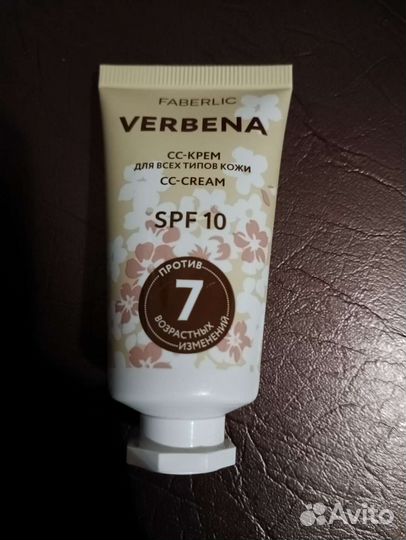 FABERLIC
VERBENA
CC-КРЕМ
ДЛЯ ВСЕХ ТИПОВ КОЖИ
CC-CREAM
SPF 10
ПРОТИВ
7
ВОЗРАСТНЫХ
ИЗМЕНЕНИЙ
Avito